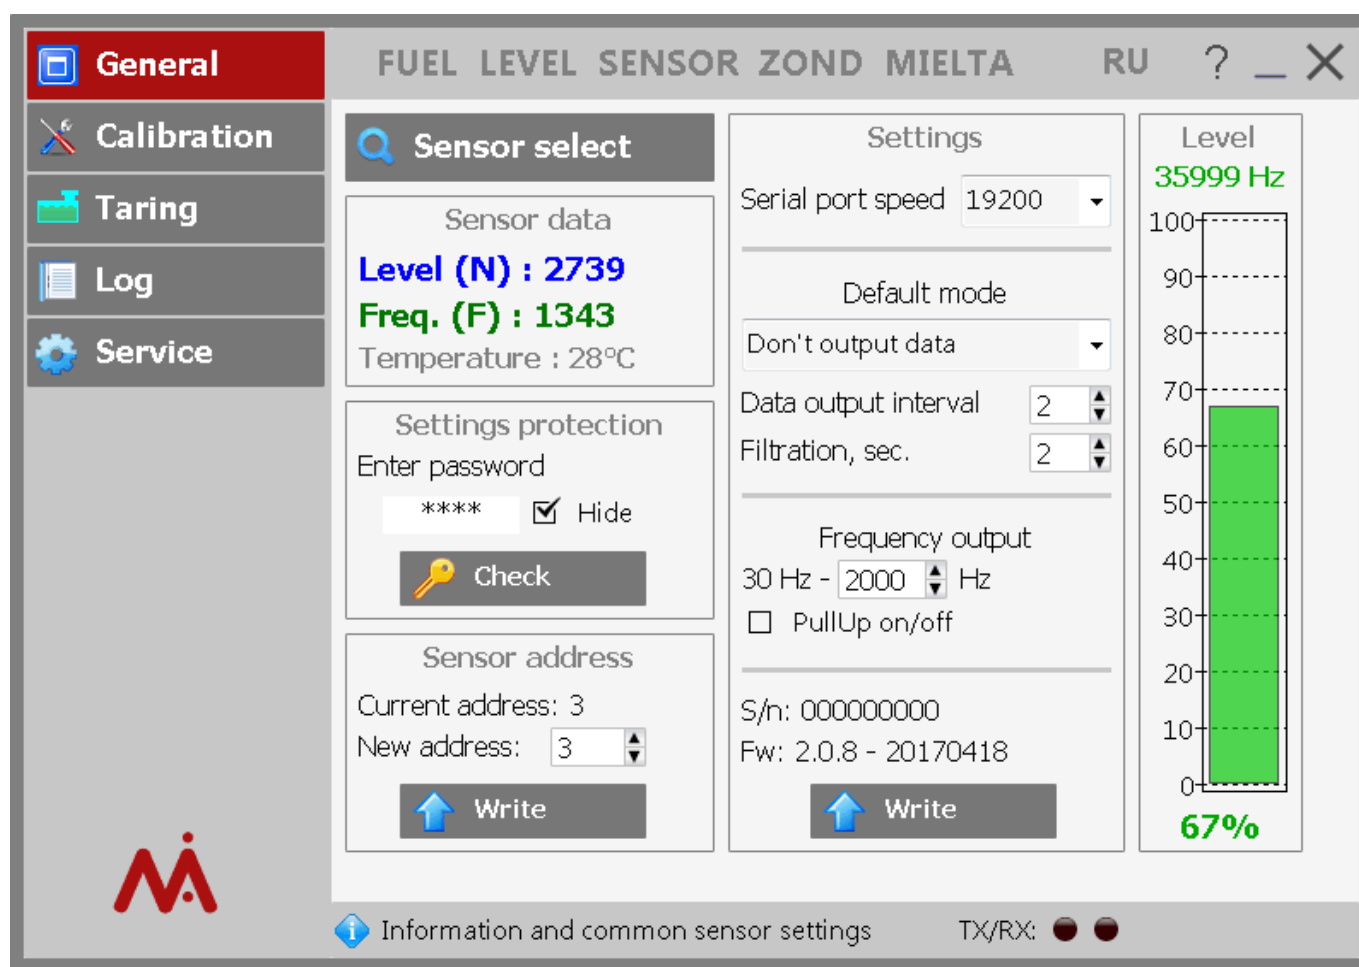 General
FUEL LEVEL SENSOR ZOND MIELTA
RU ? _ X
Calibration
Taring
Log
Service
Sensor select
Sensor data
Level (N) : 2739
Freq. (F) : 1343
Temperature : 28°C
Settings protection
Enter password
**** Hide
Check
Sensor address
Current address: 3
New address: 3
Write
Settings
Serial port speed 19200
Default mode
Don't output data
Data output interval 2
Filtration, sec. 2
Frequency output
30 Hz - 2000 Hz
PullUp on/off
S/n: 000000000
Fw: 2.0.8 - 20170418
Write
Level
35999 Hz
100
90
80
70
60
50
40
30
20
10
0
67%
Information and common sensor settings
TX/RX: